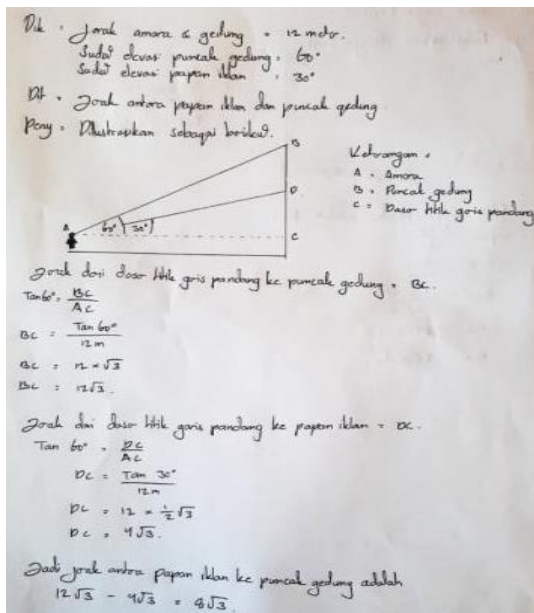 Dik : Jarak amora & gedung = 12 meter.
Sudut elevasi puncak gedung = 60°
Sudut elevasi papan iklan : 30°
Dit = Jarak antara papan iklan dan puncak gedung
Peny = Diilustrasikan sebagai berikut.
B
Keterangan =
A = Amora
B = Puncak gedung
C = Dasar titik garis pandang
D
A
60° 30°
C
Jarak dari dasar titik garis pandang ke puncak gedung = BC.
Tan 60° = BC / AC
BC = Tan 60° / 12 m
BC = 12 × √3
BC = 12√3
Jarak dari dasar titik garis pandang ke papan iklan = DC.
Tan 60° = DC / AC
DC = Tan 30° / 12 m
DC = 12 × 1/2 √3
DC = 4√3.
Jadi jarak antara papan iklan ke puncak gedung adalah
12√3 - 4√3 = 8√3.